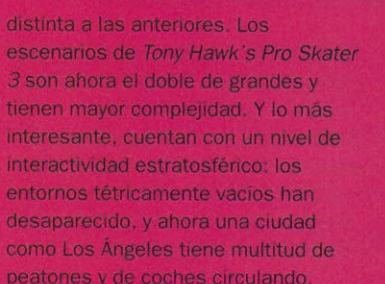 distinta a las anteriores. Los
escenarios de Tony Hawk's Pro Skater
3 son ahora el doble de grandes y
tienen mayor complejidad. Y lo más
interesante, cuentan con un nivel de
interactividad estratosférico: los
entornos tétricamente vacíos han
desaparecido, y ahora una ciudad
como Los Ángeles tiene multitud de
peatones y de coches circulando.